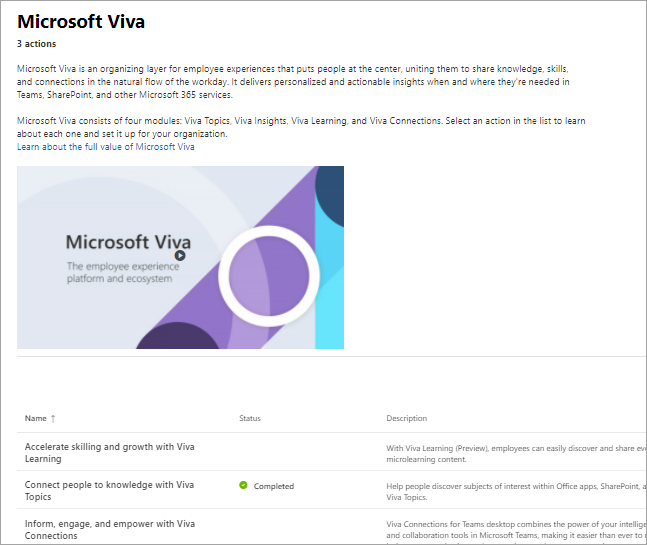 Microsoft Viva
3 actions
Microsoft Viva is an organizing layer for employee experiences that puts people at the center, uniting them to share knowledge, skills,
and connections in the natural flow of the workday. It delivers personalized and actionable insights when and where they're needed in
Teams, SharePoint, and other Microsoft 365 services.
Microsoft Viva consists of four modules: Viva Topics, Viva Insights, Viva Learning, and Viva Connections. Select an action in the list to learn
about each one and set it up for your organization.
Learn about the full value of Microsoft Viva
Microsoft Viva
The employee experience
platform and ecosystem
Name ↑ Status Description
Accelerate skilling and growth with Viva
Learning
With Viva Learning (Preview), employees can easily discover and share
microlearning content.
Connect people to knowledge with Viva
Topics
Completed
Help people discover subjects of interest within Office apps, SharePoint,
Viva Topics.
Inform, engage, and empower with Viva
Connections
Viva Connections for Teams desktop combines the power of your
and collaboration tools in Microsoft Teams, making it easier than ever to